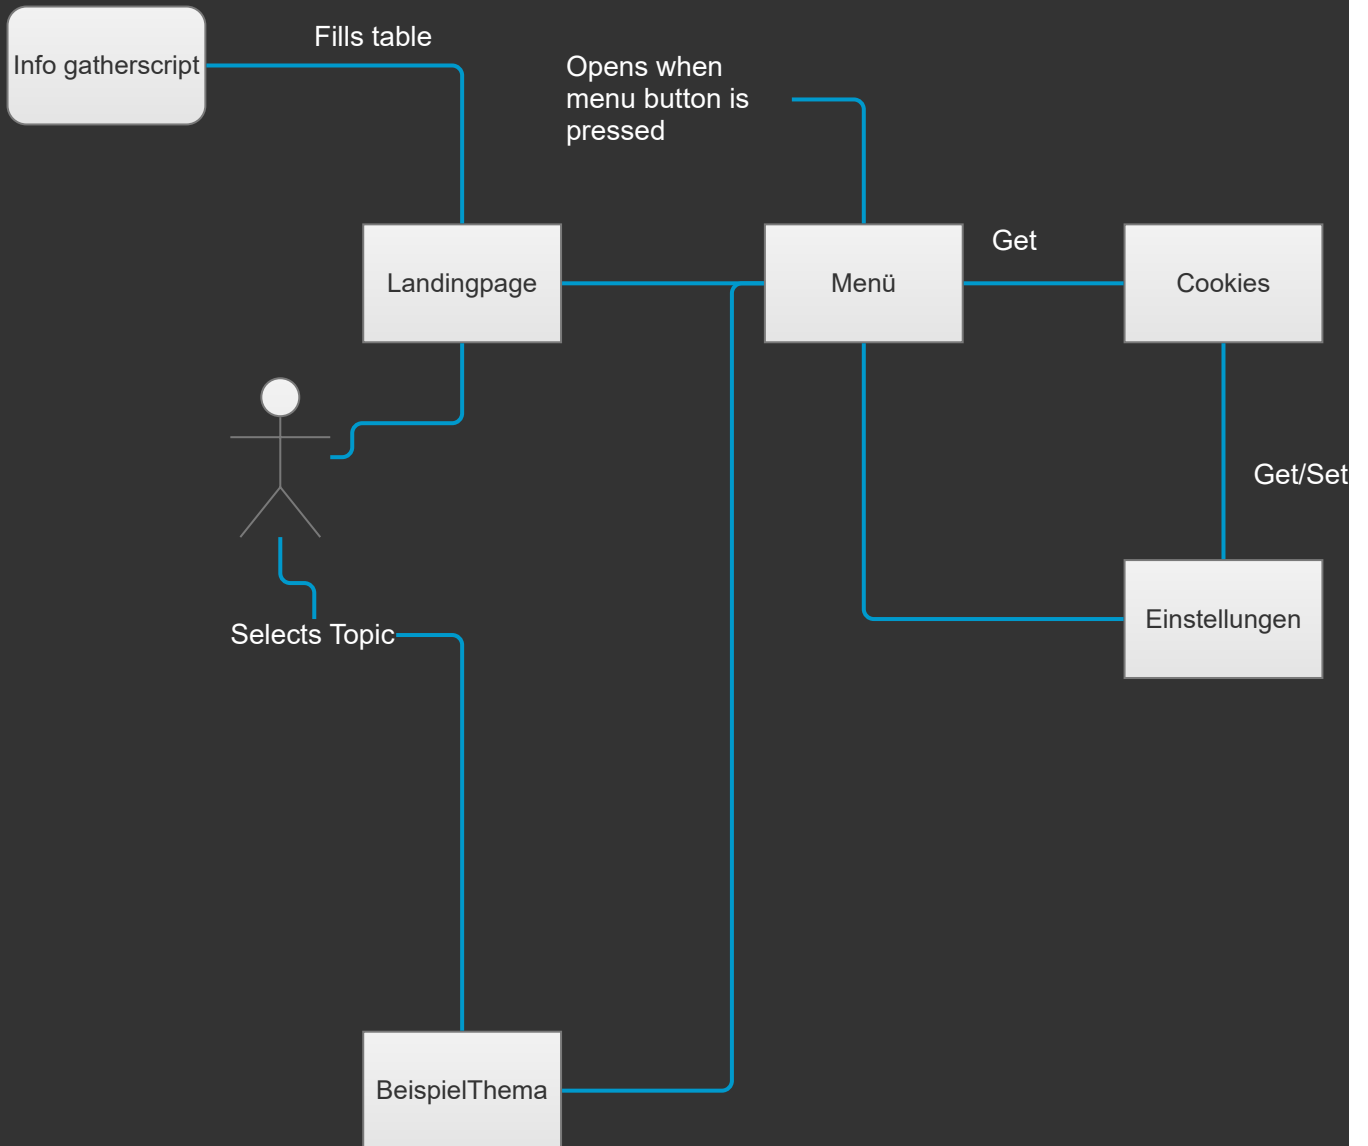 Info gatherscript
Fills table
Opens when
menu button is
pressed
Landingpage
Menü
Get
Cookies
Get/Set
Selects Topic
Einstellungen
BeispielThema